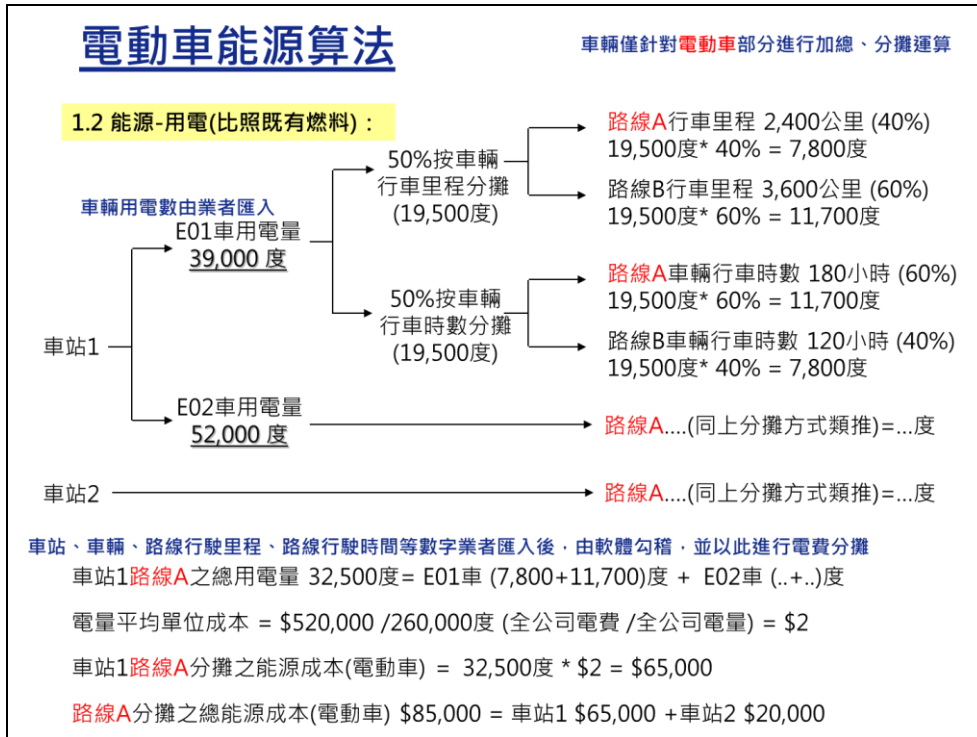 電動車能源算法
車輛僅針對電動車部分進行加總、分攤運算
1.2 能源-用電(比照既有燃料)：
車輛用電數由業者匯入
車站1
E01車用電量
39,000 度
50%按車輛
行車里程分攤
(19,500度)
路線A行車里程 2,400公里 (40%)
19,500度* 40% = 7,800度
路線B行車里程 3,600公里 (60%)
19,500度* 60% = 11,700度
50%按車輛
行車時數分攤
(19,500度)
路線A車輛行車時數 180小時 (60%)
19,500度* 60% = 11,700度
路線B車輛行車時數 120小時 (40%)
19,500度* 40% = 7,800度
E02車用電量
52,000 度
路線A....(同上分攤方式類推)=...度
車站2
路線A....(同上分攤方式類推)=...度
車站、車輛、路線行駛里程、路線行駛時間等數字業者匯入後，由軟體勾稽，並以此進行電費分攤
車站1路線A之總用電量 32,500度= E01車 (7,800+11,700)度 + E02車 (..+..)度
電量平均單位成本 = $520,000 /260,000度 (全公司電費 /全公司電量) = $2
車站1路線A分攤之能源成本(電動車) = 32,500度 * $2 = $65,000
路線A分攤之總能源成本(電動車) $85,000 = 車站1 $65,000 +車站2 $20,000